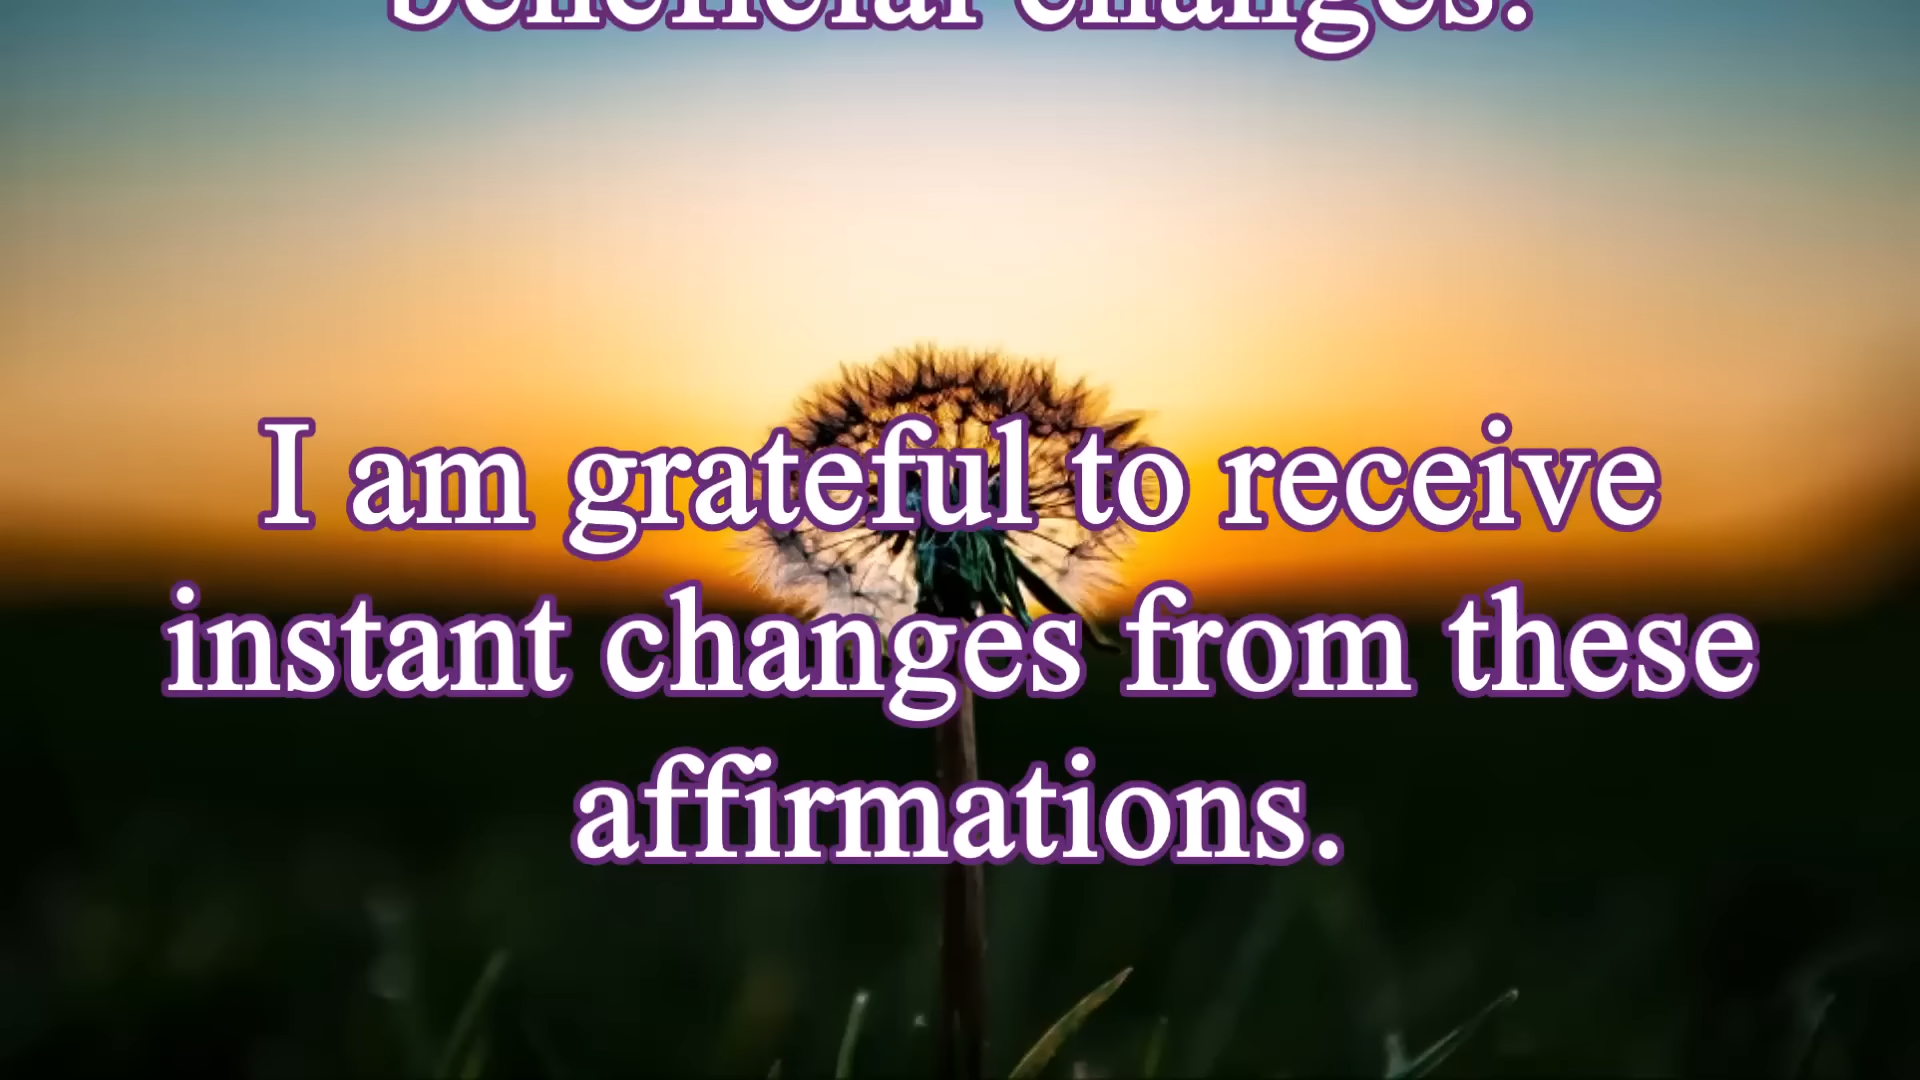 beneficial changes.
I am grateful to receive
instant changes from these
affirmations.